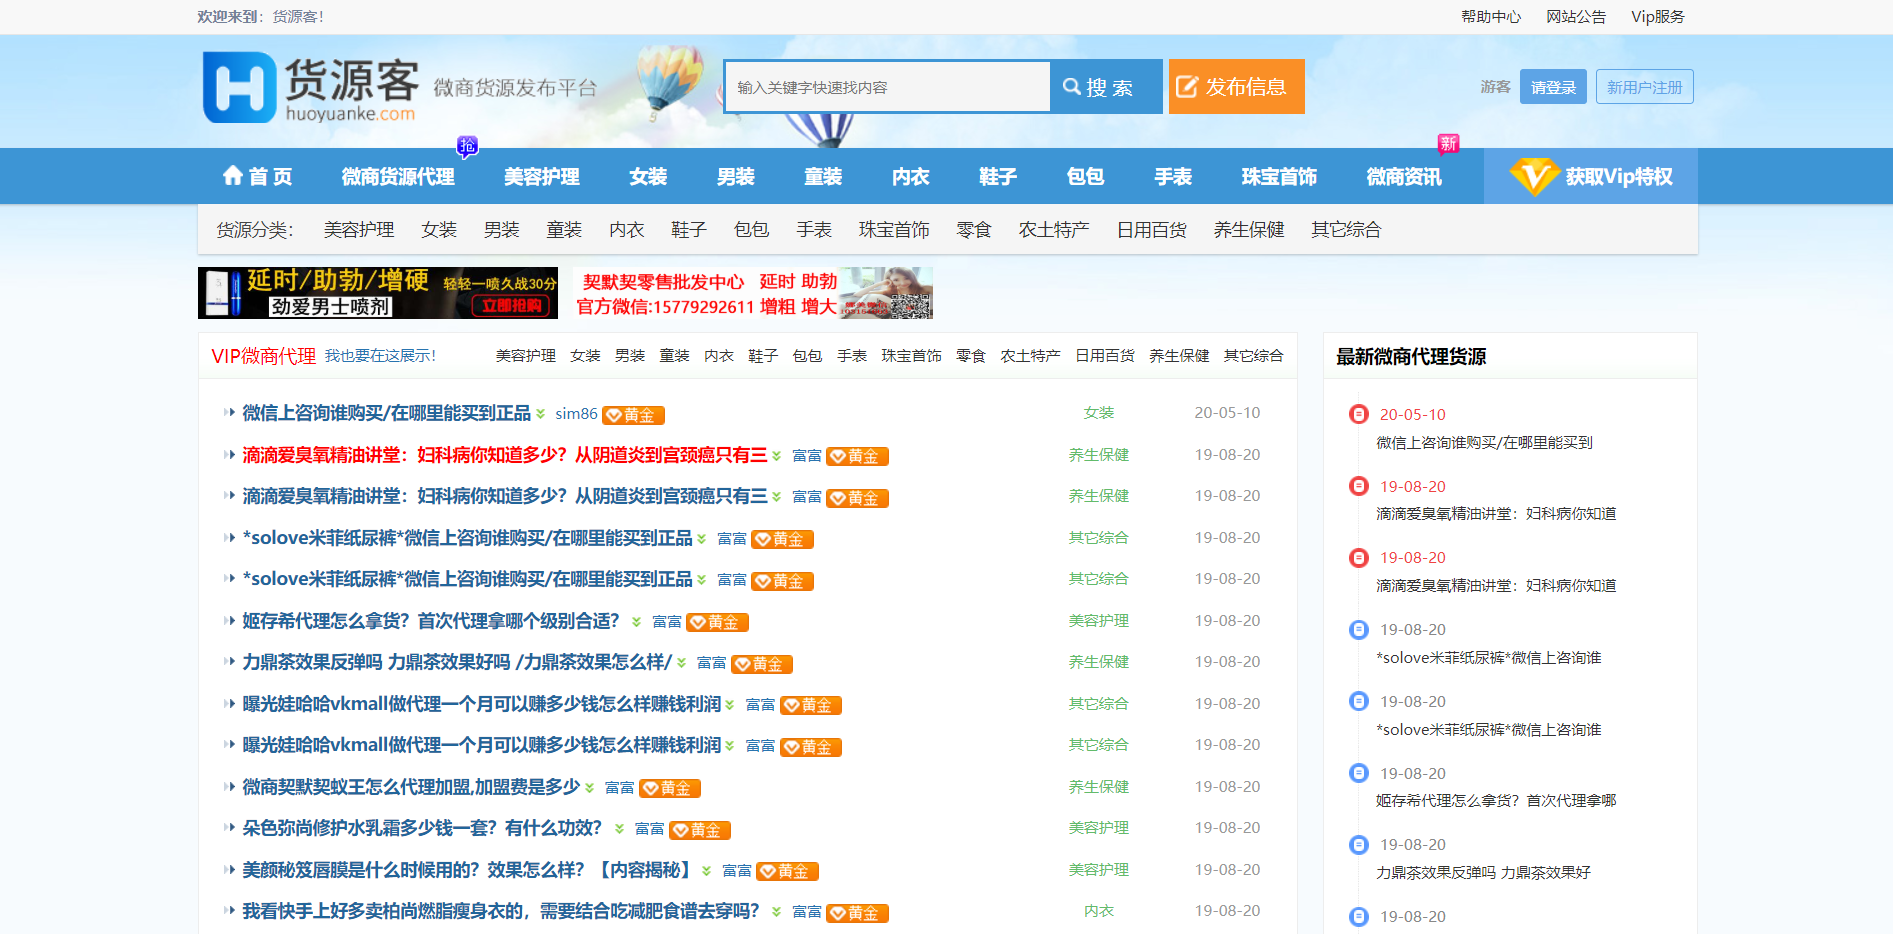 欢迎来到：货源客！
帮助中心 网站公告 Vip服务
货源客 huoyuanke.com 微商货源发布平台
输入关键字快速找内容 搜 索 发布信息
游客 请登录 新用户注册
抢 新
首 页 微商货源代理 美容护理 女装 男装 童装 内衣 鞋子 包包 手表 珠宝首饰 微商资讯 获取Vip特权
货源分类： 美容护理 女装 男装 童装 内衣 鞋子 包包 手表 珠宝首饰 零食 农土特产 日用百货 养生保健 其它综合
延时/助勃/增硬 轻轻一喷久战30分
劲爱男士喷剂 立即抢购
契默契零售批发中心 延时 助勃
官方微信:15779292611 增粗 增大
VIP微商代理 我也要在这展示！ 美容护理 女装 男装 童装 内衣 鞋子 包包 手表 珠宝首饰 零食 农土特产 日用百货 养生保健 其它综合
微信上咨询谁购买/在哪里能买到正品 sim86 黄金 女装 20-05-10
滴滴爱臭氧精油讲堂：妇科病你知道多少？从阴道炎到宫颈癌只有三 富富 黄金 养生保健 19-08-20
滴滴爱臭氧精油讲堂：妇科病你知道多少？从阴道炎到宫颈癌只有三 富富 黄金 养生保健 19-08-20
*solove米菲纸尿裤*微信上咨询谁购买/在哪里能买到正品 富富 黄金 其它综合 19-08-20
*solove米菲纸尿裤*微信上咨询谁购买/在哪里能买到正品 富富 黄金 其它综合 19-08-20
姬存希代理怎么拿货？首次代理拿哪个级别合适？ 富富 黄金 美容护理 19-08-20
力鼎茶效果反弹吗 力鼎茶效果好吗 /力鼎茶效果怎么样/ 富富 黄金 养生保健 19-08-20
曝光娃哈哈vkmall做代理一个月可以赚多少钱怎么样赚钱利润 富富 黄金 其它综合 19-08-20
曝光娃哈哈vkmall做代理一个月可以赚多少钱怎么样赚钱利润 富富 黄金 其它综合 19-08-20
微商契默契蚁王怎么代理加盟,加盟费是多少 富富 黄金 养生保健 19-08-20
朵色弥尚修护水乳霜多少钱一套？有什么功效？ 富富 黄金 美容护理 19-08-20
美颜秘笈唇膜是什么时候用的？效果怎么样？【内容揭秘】 富富 黄金 美容护理 19-08-20
我看快手上好多卖柏尚燃脂瘦身衣的，需要结合吃减肥食谱去穿吗？ 富富 黄金 内衣 19-08-20
最新微商代理货源
20-05-10
微信上咨询谁购买/在哪里能买到
19-08-20
滴滴爱臭氧精油讲堂：妇科病你知道
19-08-20
滴滴爱臭氧精油讲堂：妇科病你知道
19-08-20
*solove米菲纸尿裤*微信上咨询谁
19-08-20
*solove米菲纸尿裤*微信上咨询谁
19-08-20
姬存希代理怎么拿货？首次代理拿哪
19-08-20
力鼎茶效果反弹吗 力鼎茶效果好
19-08-20